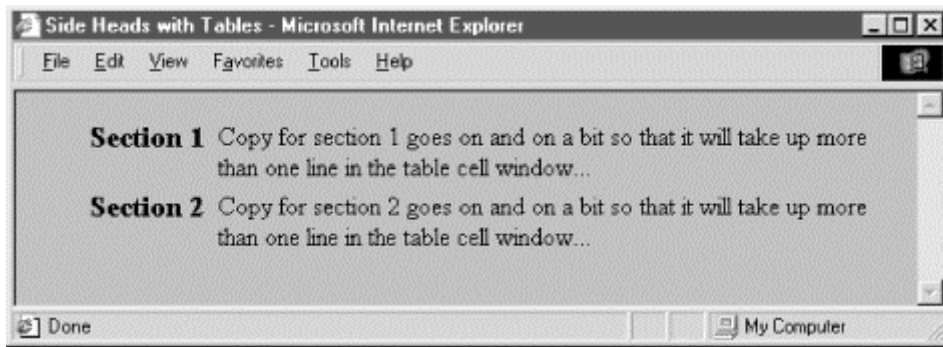 Side Heads with Tables - Microsoft Internet Explorer
File Edit View Favorites Tools Help
Section 1 Copy for section 1 goes on and on a bit so that it will take up more
than one line in the table cell window...
Section 2 Copy for section 2 goes on and on a bit so that it will take up more
than one line in the table cell window...
Done My Computer